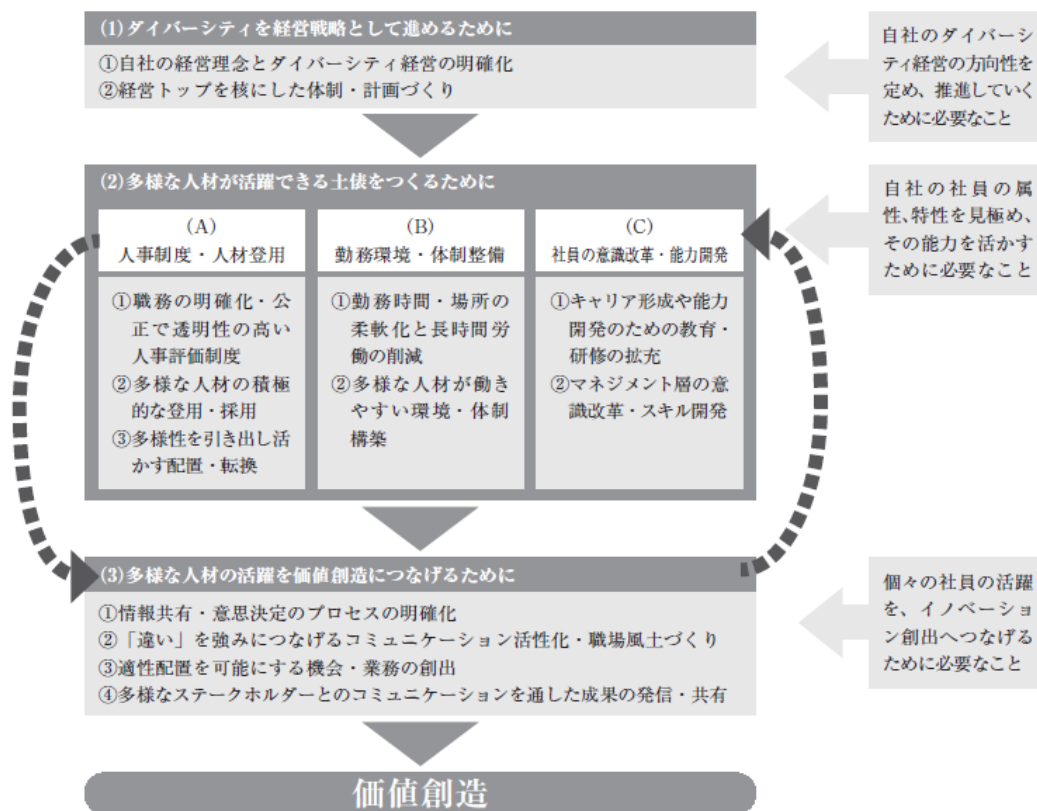 (1)ダイバーシティを経営戦略として進めるために
①自社の経営理念とダイバーシティ経営の明確化
②経営トップを核にした体制・計画づくり
自社のダイバーシ
ティ経営の方向性を
定め、推進していく
ために必要なこと
(2)多様な人材が活躍できる土俵をつくるために
(A)
人事制度・人材登用
①職務の明確化・公
正で透明性の高い
人事評価制度
②多様な人材の積極
的な登用・採用
③多様性を引き出し活
かす配置・転換
(B)
勤務環境・体制整備
①勤務時間・場所の
柔軟化と長時間労
働の削減
②多様な人材が働き
やすい環境・体制
構築
(C)
社員の意識改革・能力開発
①キャリア形成や能力
開発のための教育・
研修の拡充
②マネジメント層の意
識改革・スキル開発
自社の社員の属
性、特性を見極め、
その能力を活かす
ために必要なこと
(3)多様な人材の活躍を価値創造につなげるために
①情報共有・意思決定のプロセスの明確化
②「違い」を強みにつなげるコミュニケーション活性化・職場風土づくり
③適性配置を可能にする機会・業務の創出
④多様なステークホルダーとのコミュニケーションを通した成果の発信・共有
個々の社員の活躍
を、イノベーショ
ン創出へつなげる
ために必要なこと
価値創造